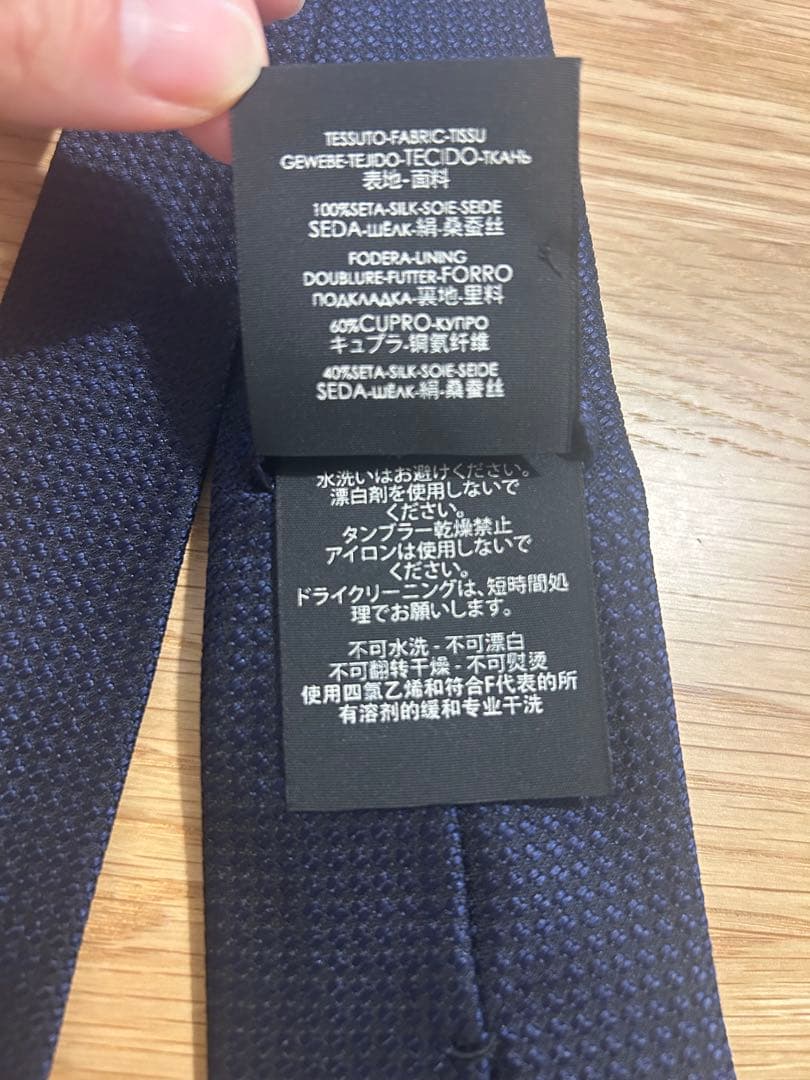 TESSUTO-FABRIC-TISSU
GEWEBE-TEJIDO-TECIDO-ТКАНЬ
表地-面料
100%SETA-SILK-SOIE-SEIDE
SEDA-ШЁЛК-絹-桑蚕丝
FODERA-LINING
DOUBLURE-FUTTER-FORRO
ПОДКЛАДКА-裏地-里料
60%CUPRO-КУПРО
キュプラ-铜氨纤维
40%SETA-SILK-SOIE-SEIDE
SEDA-ШЁЛК-絹-桑蚕丝
水洗いはお避けください。
漂白剤を使用しないで
ください。
タンブラー乾燥禁止
アイロンは使用しないで
ください。
ドライクリーニングは、短時間処
理でお願いします。
不可水洗 - 不可漂白
不可翻转干燥 - 不可熨烫
使用四氯乙烯和符合F代表的所
有溶剂的缓和专业干洗